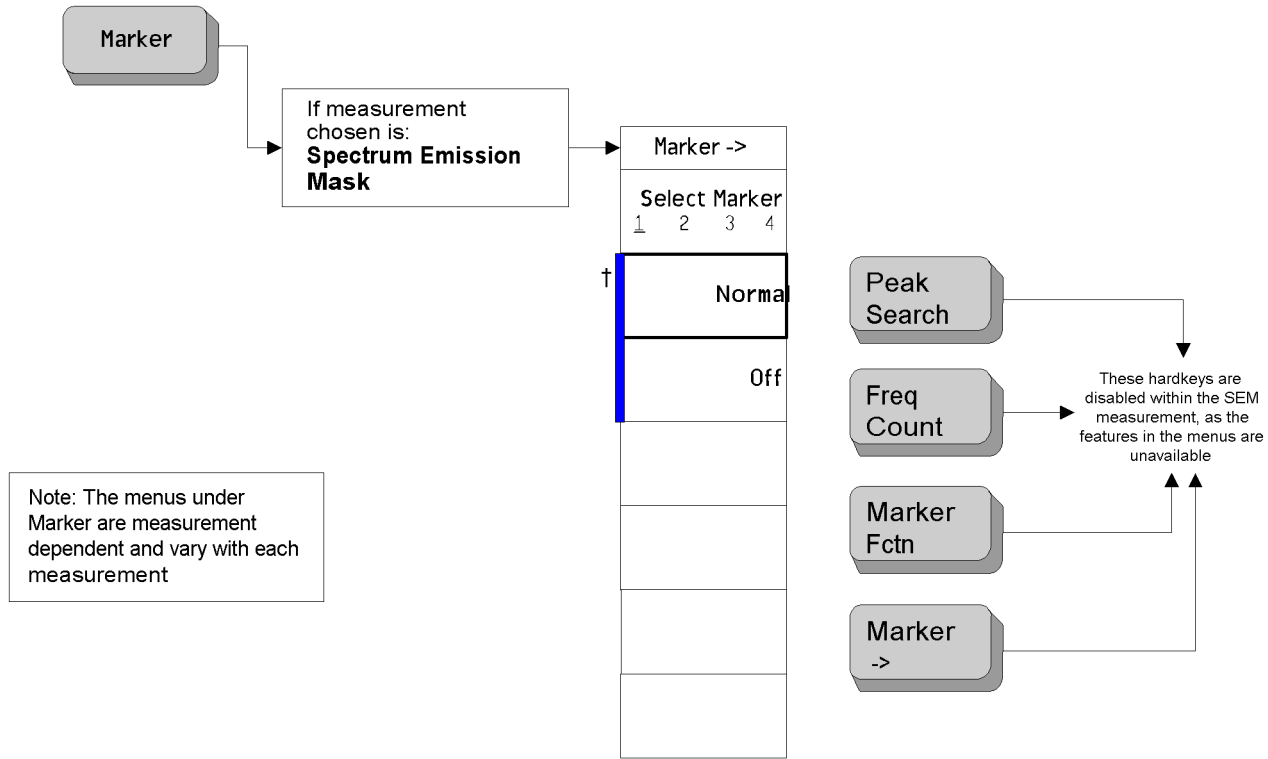 Marker
If measurement
chosen is:
Spectrum Emission
Mask
Marker ->
Select Marker
1 2 3 4
†
Normal
Off
Peak
Search
Freq
Count
Marker
Fctn
Marker
->
These hardkeys are
disabled within the SEM
measurement, as the
features in the menus are
unavailable
Note: The menus under
Marker are measurement
dependent and vary with each
measurement